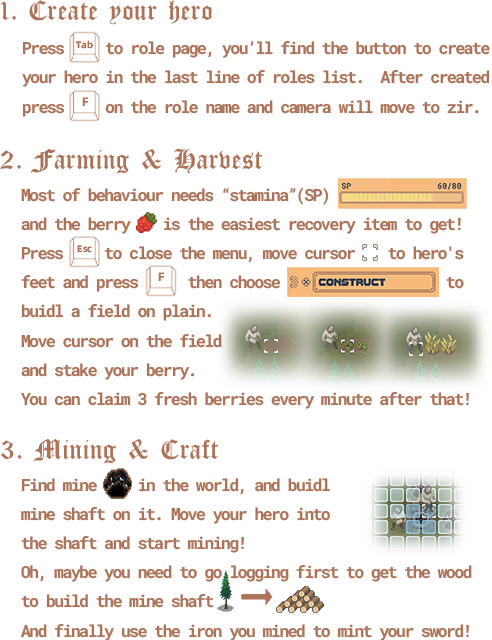 1. Create your hero
Press Tab to role page, you'll find the button to create
your hero in the last line of roles list. After created
press F on the role name and camera will move to zir.
2. Farming & Harvest
Most of behaviour needs “stamina”(SP) SP 60/80
and the berry is the easiest recovery item to get!
Press Esc to close the menu, move cursor to hero's
feet and press F then choose CONSTRUCT to
buidl a field on plain.
Move cursor on the field
and stake your berry.
You can claim 3 fresh berries every minute after that!
3. Mining & Craft
Find mine in the world, and buidl
mine shaft on it. Move your hero into
the shaft and start mining!
Oh, maybe you need to go logging first to get the wood
to build the mine shaft
And finally use the iron you mined to mint your sword!